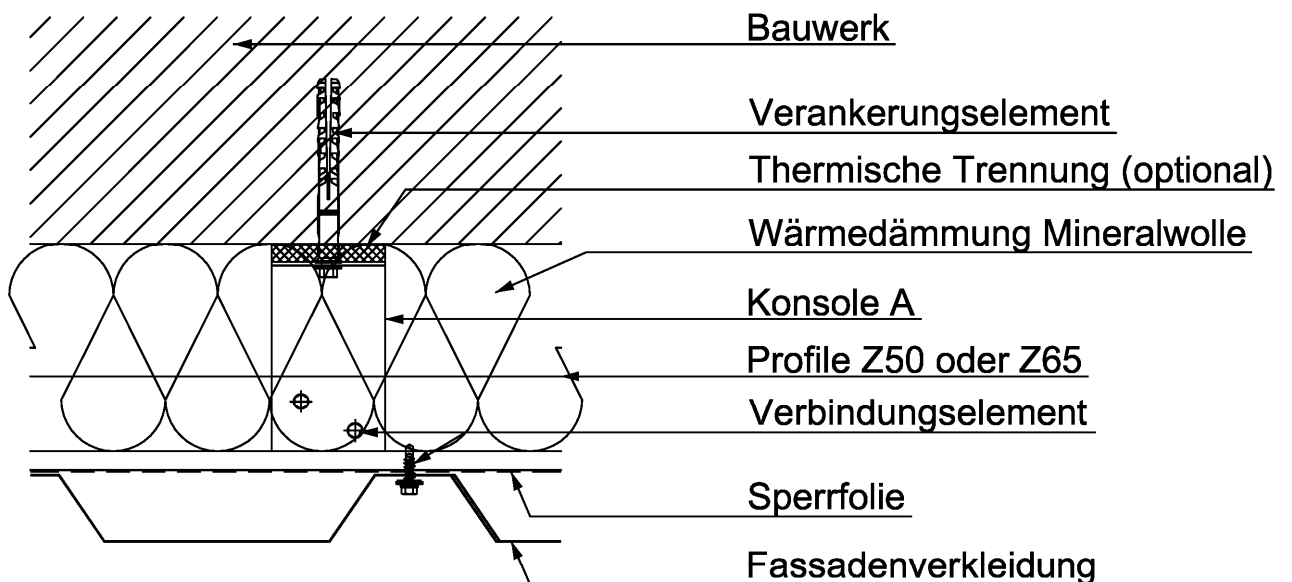 Bauwerk
Verankerungselement
Thermische Trennung (optional)
Wärmedämmung Mineralwolle
Konsole A
Profile Z50 oder Z65
Verbindungselement
Sperrfolie
Fassadenverkleidung